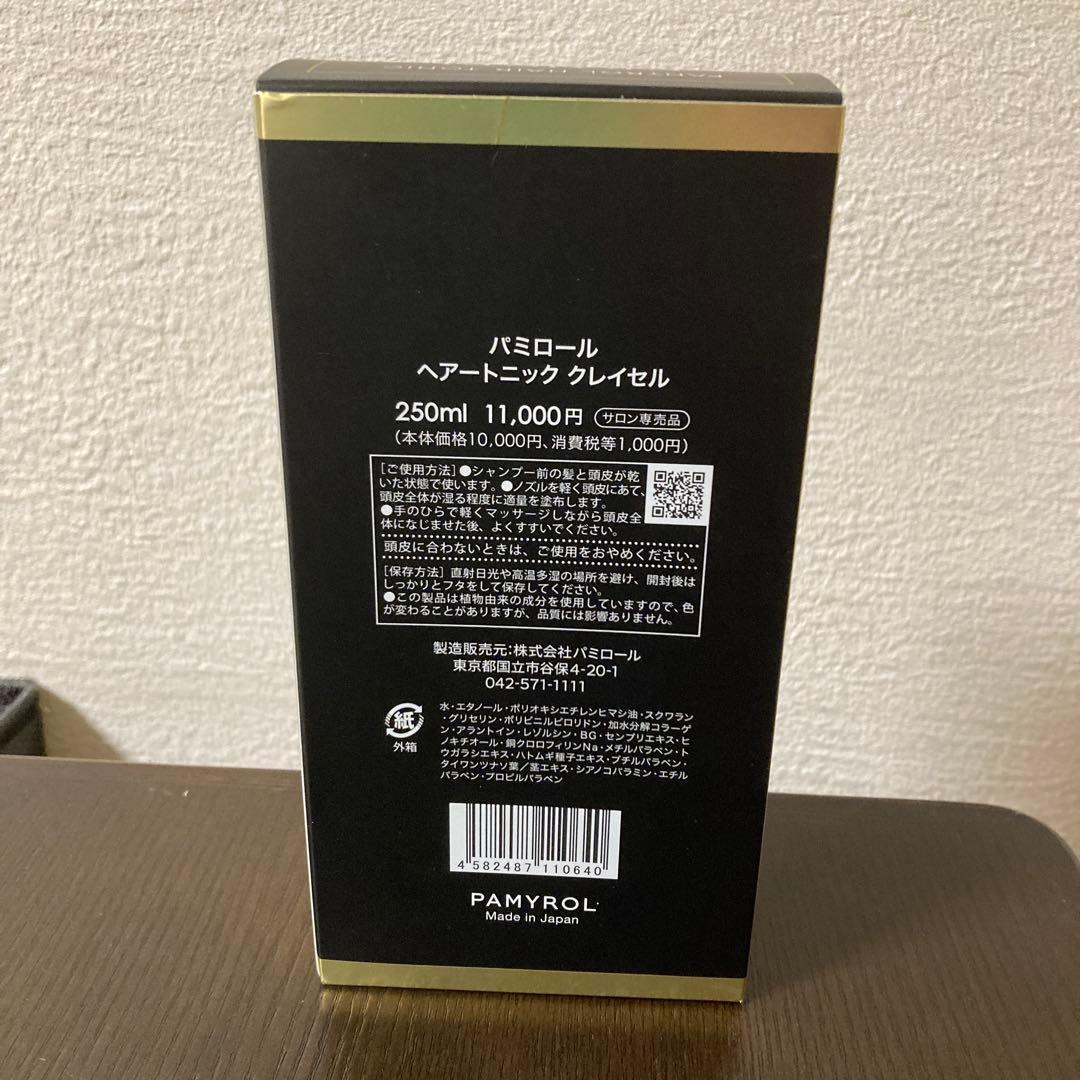 PAMYROL HAIR TONIC
パミロール
ヘアートニック クレイセル
250ml 11,000円 サロン専売品
(本体価格10,000円、消費税等1,000円)
[ご使用方法]●シャンプー前の髪と頭皮が乾
いた状態で使います。●ノズルを軽く頭皮にあて、
頭皮全体が湿る程度に適量を塗布します。
●手のひらで軽くマッサージしながら頭皮全
体になじませた後、よくすすいでください。
頭皮に合わないときは、ご使用をおやめください。
[保存方法]直射日光や高温多湿の場所を避け、開封後は
しっかりとフタをして保存してください。
●この製品は植物由来の成分を使用していますので、色
が変わることがありますが、品質には影響ありません。
製造販売元:株式会社パミロール
東京都国立市谷保4-20-1
042-571-1111
紙
外箱
水・エタノール・ポリオキシエチレンヒマシ油・スクワラン
・グリセリン・ポリビニルピロリドン・加水分解コラーゲ
ン・アラントイン・レゾルシン・BG・センブリエキス・ヒ
ノキチオール・銅クロロフィリンNa・メチルパラベン・ト
ウガラシエキス・ハトムギ種子エキス・ブチルパラベン・
タイワンツナソ葉/茎エキス・シアノコバラミン・エチル
パラベン・プロピルパラベン
4 582487 110640
PAMYROL
Made in Japan